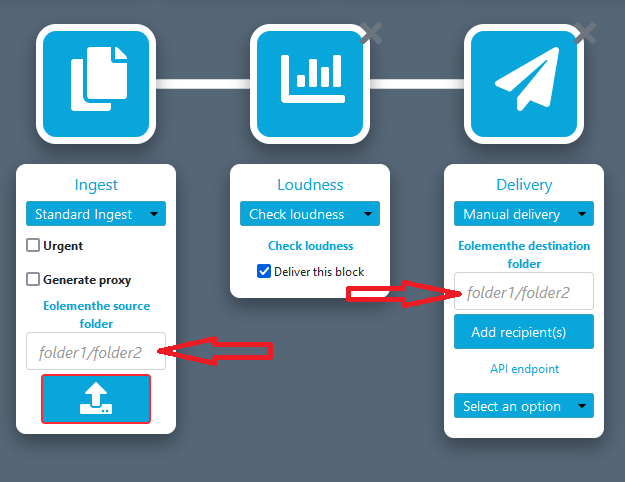 Ingest
Standard Ingest
Urgent
Generate proxy
Eolementhe source
folder
folder1/folder2
Loudness
Check loudness
Check loudness
Deliver this block
Delivery
Manual delivery
Eolementhe destination
folder
folder1/folder2
Add recipient(s)
API endpoint
Select an option